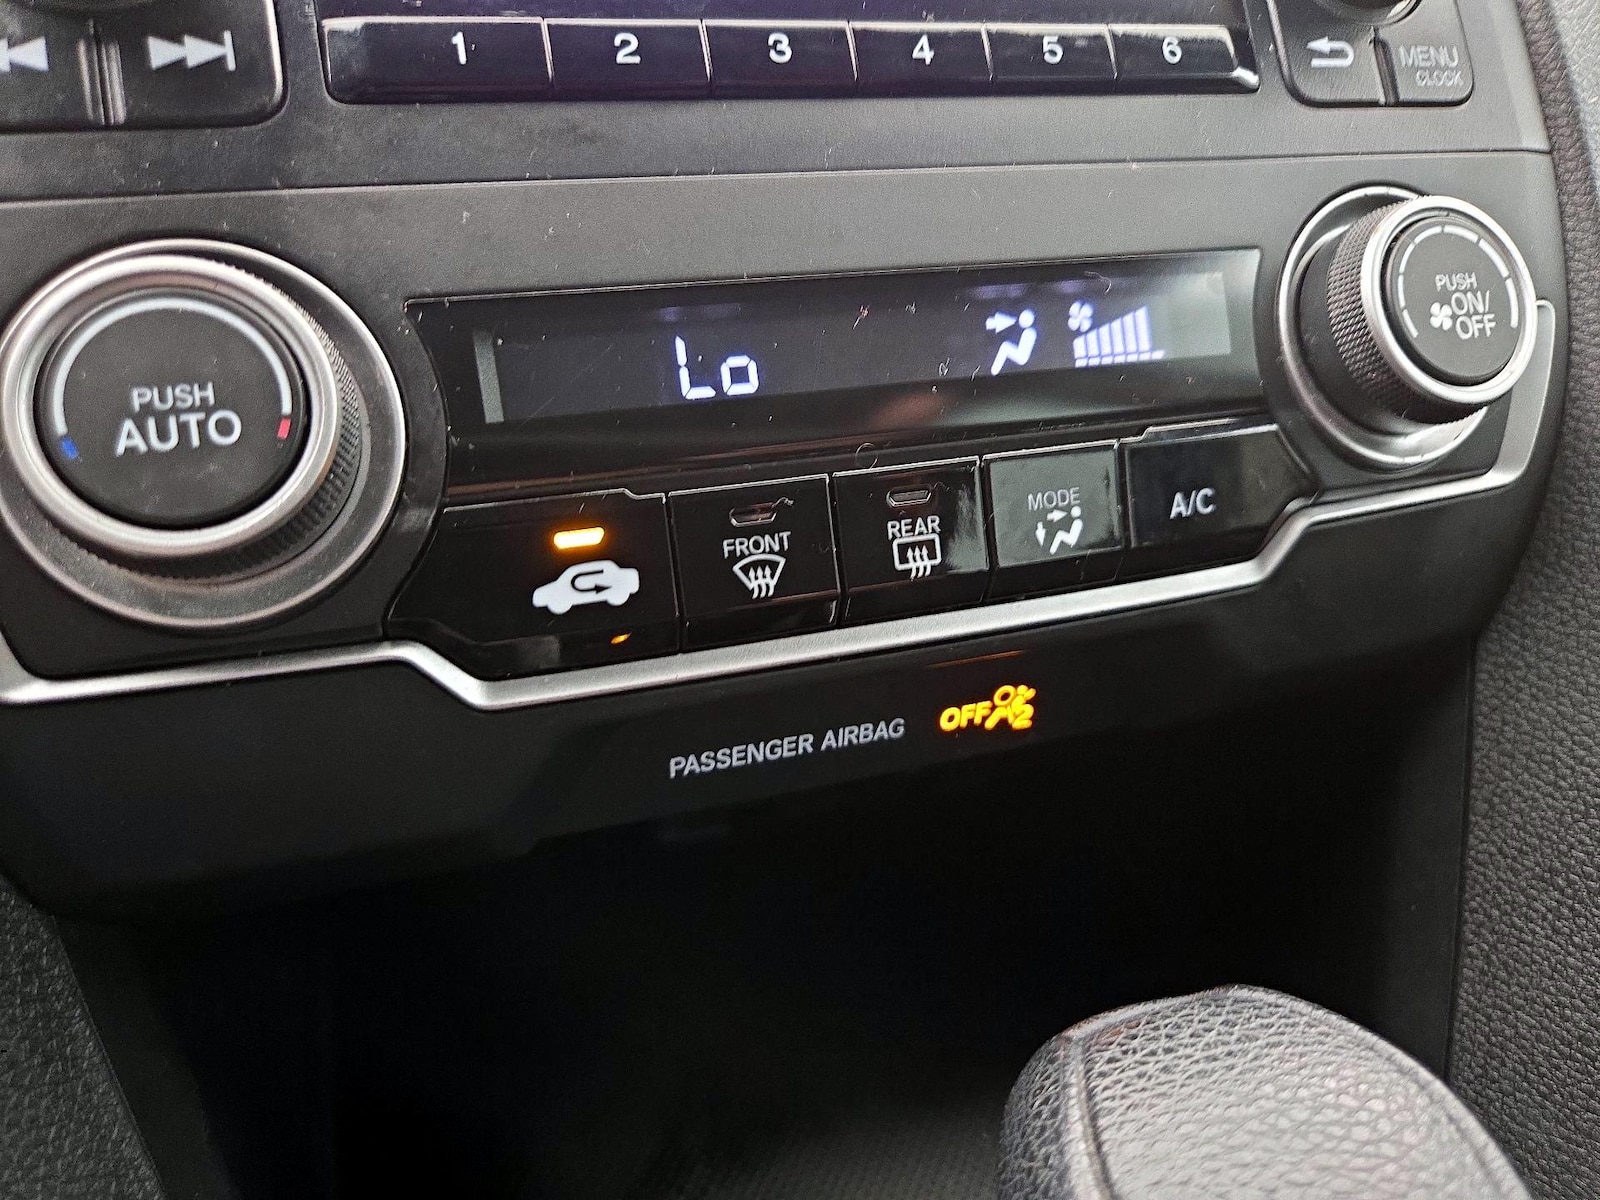 1 2 3 4 5 6
MENU
CLOCK
PUSH
AUTO
Lo
PUSH
ON/
OFF
FRONT
REAR
MODE
A/C
PASSENGER AIRBAG OFF
2